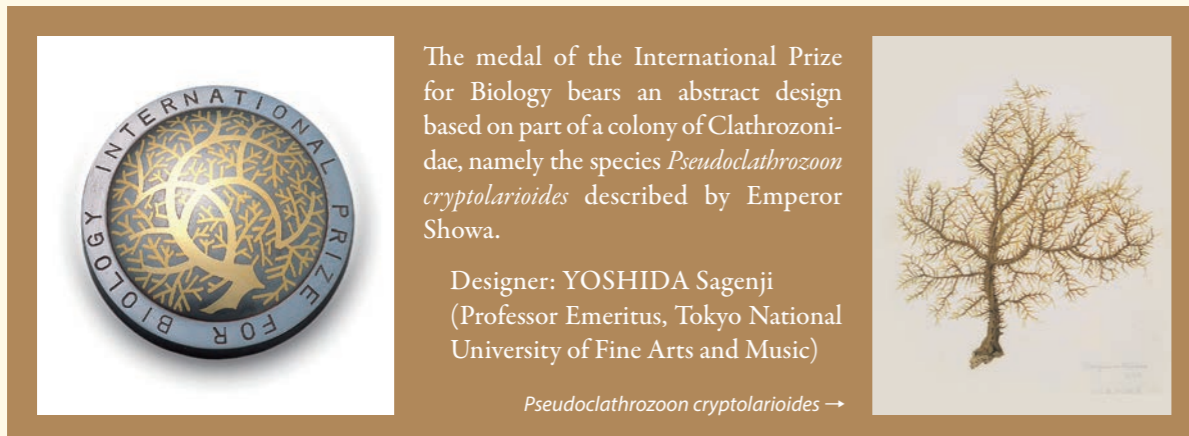 INTERNATIONAL PRIZE FOR BIOLOGY
The medal of the International Prize
for Biology bears an abstract design
based on part of a colony of Clathrozoni-
dae, namely the species Pseudoclathrozoon
cryptolarioides described by Emperor
Showa.
Designer: YOSHIDA Sagenji
(Professor Emeritus, Tokyo National
University of Fine Arts and Music)
Pseudoclathrozoon cryptolarioides →